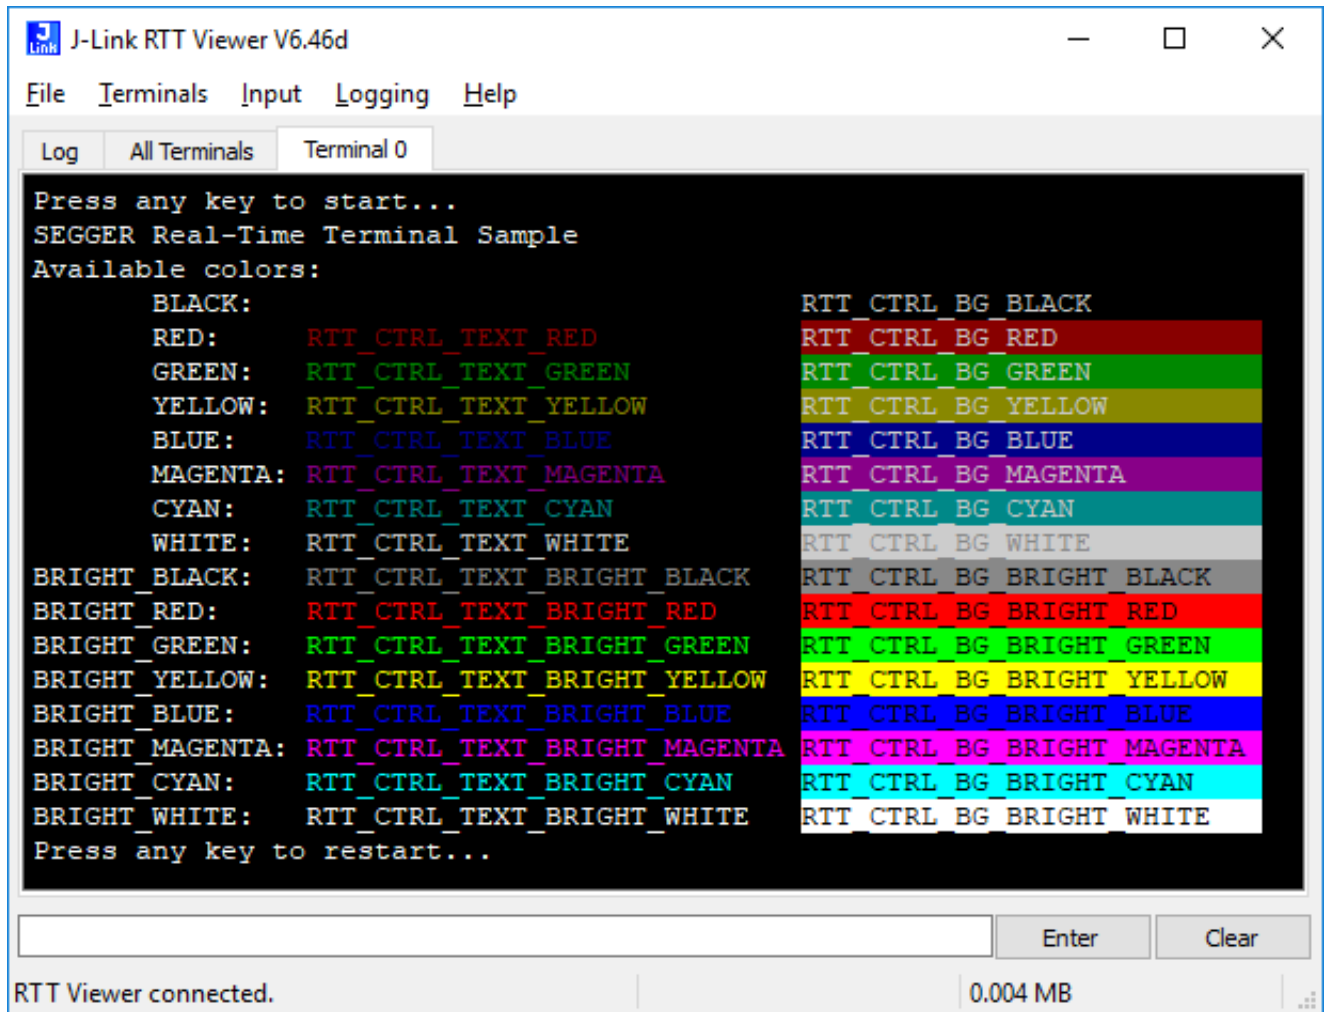 J-Link RTT Viewer V6.46d
File Terminals Input Logging Help
Log All Terminals Terminal 0
Press any key to start...
SEGGER Real-Time Terminal Sample
Available colors:
BLACK: RTT_CTRL_BG_BLACK
RED: RTT_CTRL_TEXT_RED RTT_CTRL_BG_RED
GREEN: RTT_CTRL_TEXT_GREEN RTT_CTRL_BG_GREEN
YELLOW: RTT_CTRL_TEXT_YELLOW RTT_CTRL_BG_YELLOW
BLUE: RTT_CTRL_TEXT_BLUE RTT_CTRL_BG_BLUE
MAGENTA: RTT_CTRL_TEXT_MAGENTA RTT_CTRL_BG_MAGENTA
CYAN: RTT_CTRL_TEXT_CYAN RTT_CTRL_BG_CYAN
WHITE: RTT_CTRL_TEXT_WHITE RTT_CTRL_BG_WHITE
BRIGHT_BLACK: RTT_CTRL_TEXT_BRIGHT_BLACK RTT_CTRL_BG_BRIGHT_BLACK
BRIGHT_RED: RTT_CTRL_TEXT_BRIGHT_RED RTT_CTRL_BG_BRIGHT_RED
BRIGHT_GREEN: RTT_CTRL_TEXT_BRIGHT_GREEN RTT_CTRL_BG_BRIGHT_GREEN
BRIGHT_YELLOW: RTT_CTRL_TEXT_BRIGHT_YELLOW RTT_CTRL_BG_BRIGHT_YELLOW
BRIGHT_BLUE: RTT_CTRL_TEXT_BRIGHT_BLUE RTT_CTRL_BG_BRIGHT_BLUE
BRIGHT_MAGENTA: RTT_CTRL_TEXT_BRIGHT_MAGENTA RTT_CTRL_BG_BRIGHT_MAGENTA
BRIGHT_CYAN: RTT_CTRL_TEXT_BRIGHT_CYAN RTT_CTRL_BG_BRIGHT_CYAN
BRIGHT_WHITE: RTT_CTRL_TEXT_BRIGHT_WHITE RTT_CTRL_BG_BRIGHT_WHITE
Press any key to restart...
Enter Clear
RTT Viewer connected. 0.004 MB